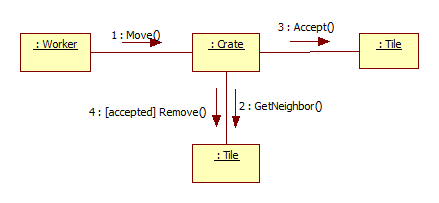 3 : Accept()
1 : Move()
: Worker
: Crate
: Tile
4 : [accepted] Remove()
2 : GetNeighbor()
: Tile